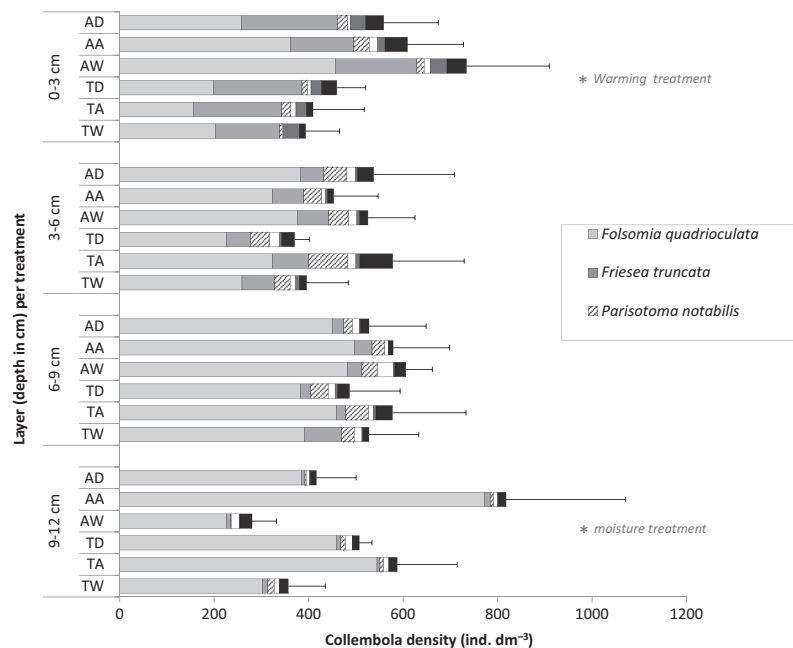 Layer (depth in cm) per treatment
0-3 cm
AD
AA
AW
TD
TA
TW
* Warming treatment
3-6 cm
AD
AA
AW
TD
TA
TW
Folsomia quadrioculata
Friesea truncata
Parisotoma notabilis
6-9 cm
AD
AA
AW
TD
TA
TW
9-12 cm
AD
AA
AW
TD
TA
TW
* moisture treatment
0 200 400 600 800 1000 1200
Collembola density (ind. dm⁻³)